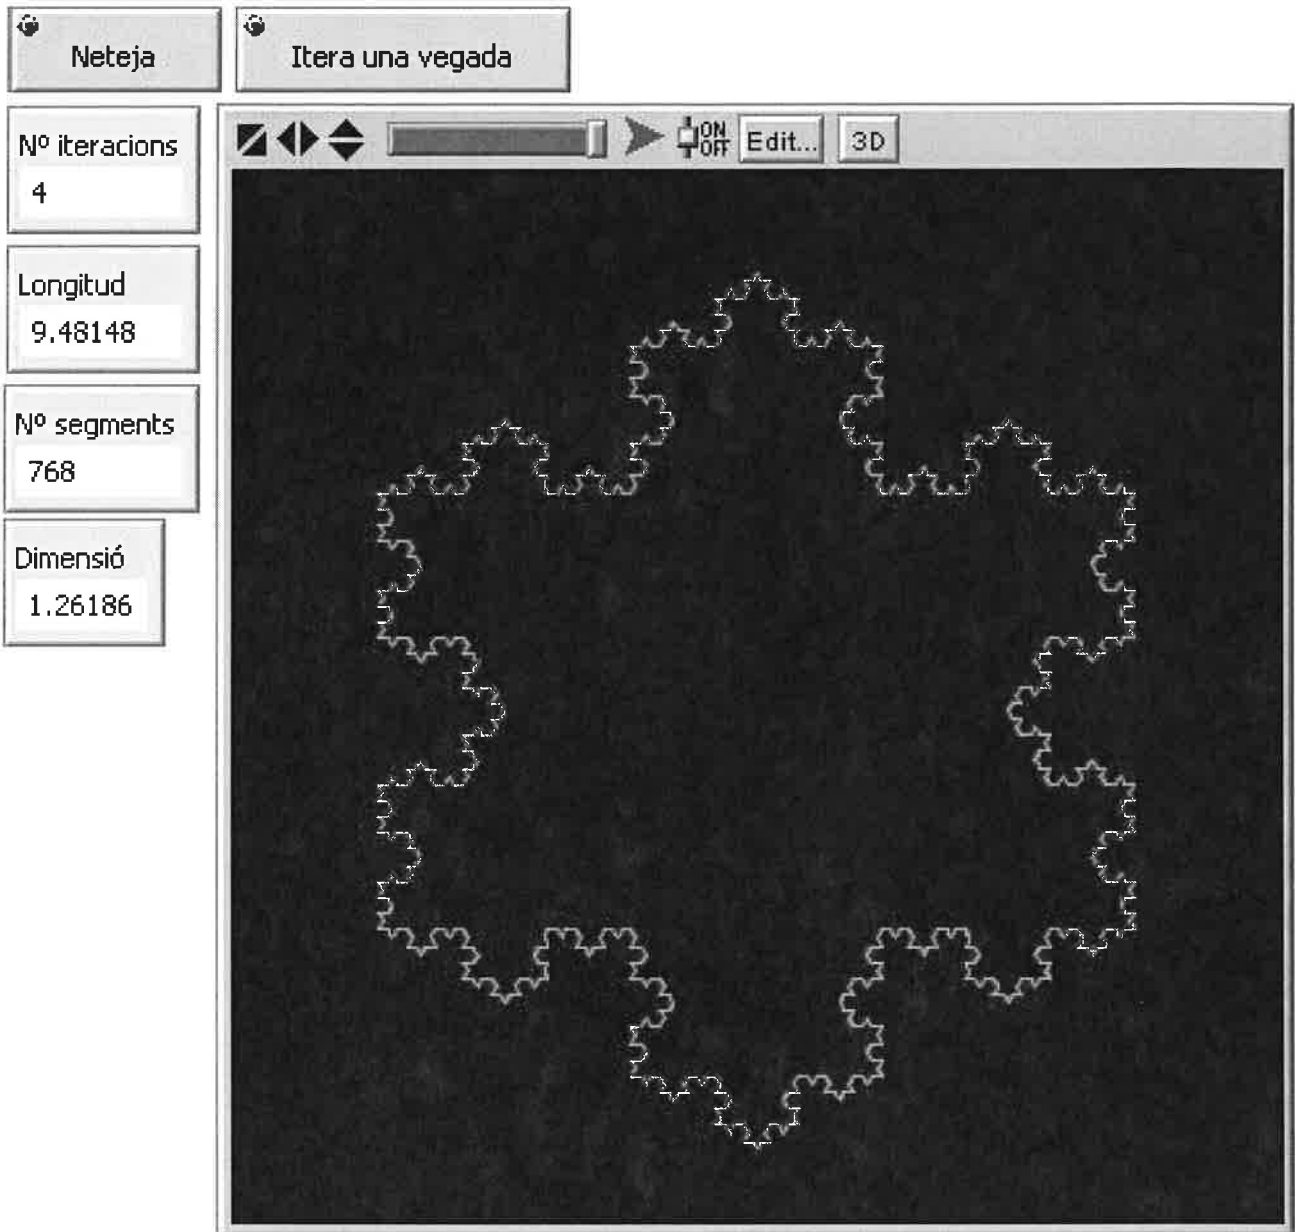 Neteja
Itera una vegada
Nº iteracions
4
Longitud
9.48148
Nº segments
768
Dimensió
1.26186
ON
OFF
Edit...
3D